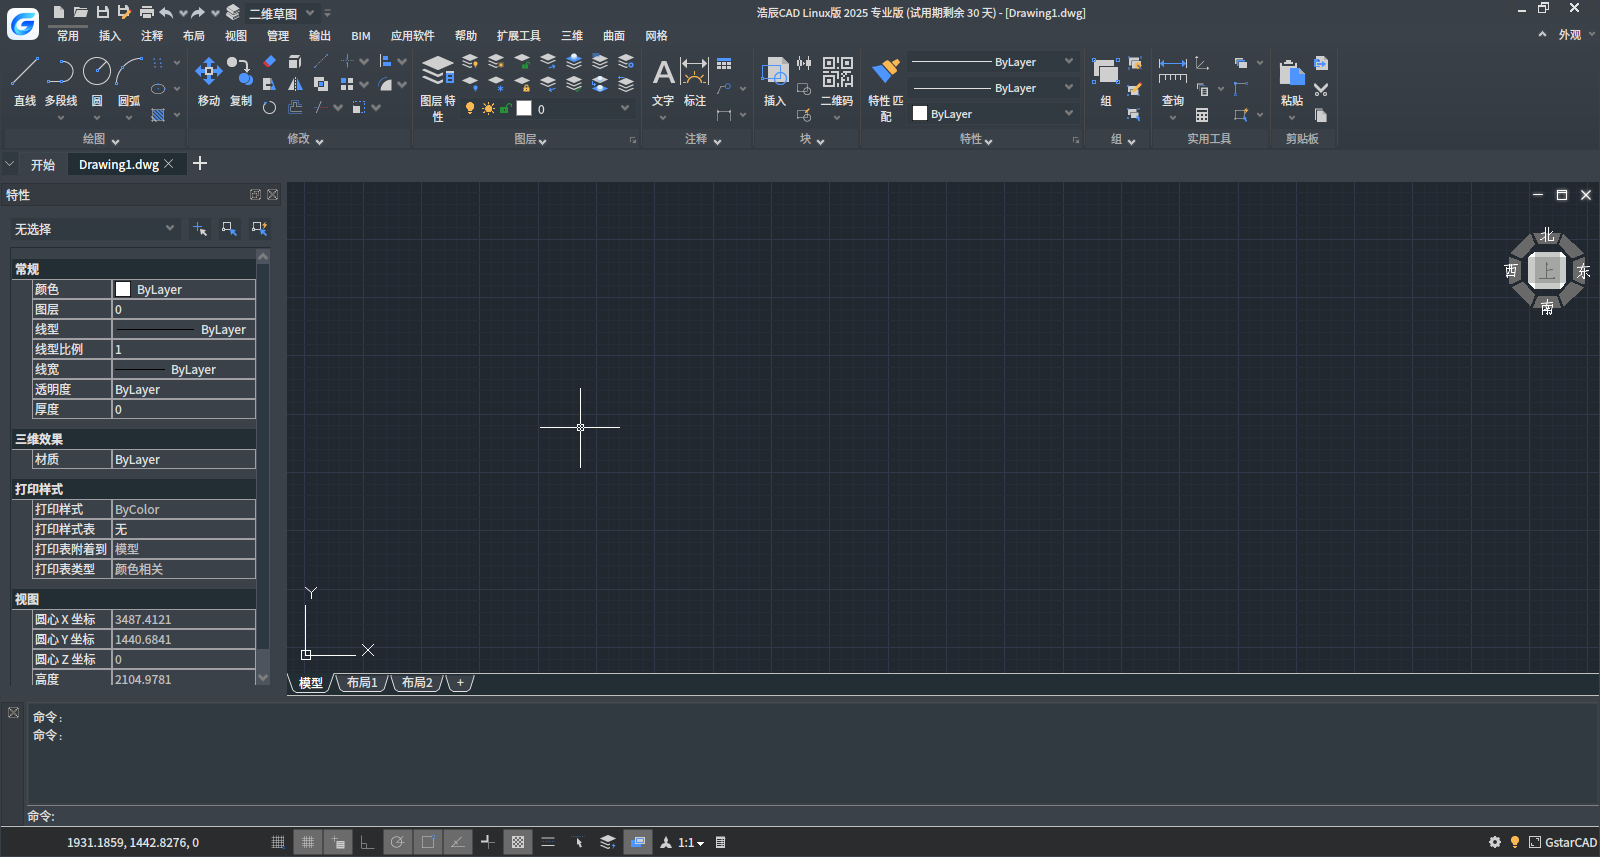 二维草图
浩辰CAD Linux版 2025 专业版 (试用期剩余 30 天) - [Drawing1.dwg]
常用 插入 注释 布局 视图 管理 输出 BIM 应用软件 帮助 扩展工具 三维 曲面 网格 外观
直线 多段线 圆 圆弧 移动 复制 图层特性 0 文字 标注 插入 二维码 特性匹配 ByLayer ByLayer ByLayer 组 查询 粘贴
绘图 修改 图层 注释 块 特性 组 实用工具 剪贴板
开始 Drawing1.dwg
特性
无选择
常规
颜色 ByLayer
图层 0
线型 ByLayer
线型比例 1
线宽 ByLayer
透明度 ByLayer
厚度 0
三维效果
材质 ByLayer
打印样式
打印样式 ByColor
打印样式表 无
打印表附着到 模型
打印表类型 颜色相关
视图
圆心 X 坐标 3487.4121
圆心 Y 坐标 1440.6841
圆心 Z 坐标 0
高度 2104.9781
北
西 上 东
南
Y
X
模型 布局1 布局2 +
命令:
命令:
命令:
1931.1859, 1442.8276, 0 1:1 GstarCAD